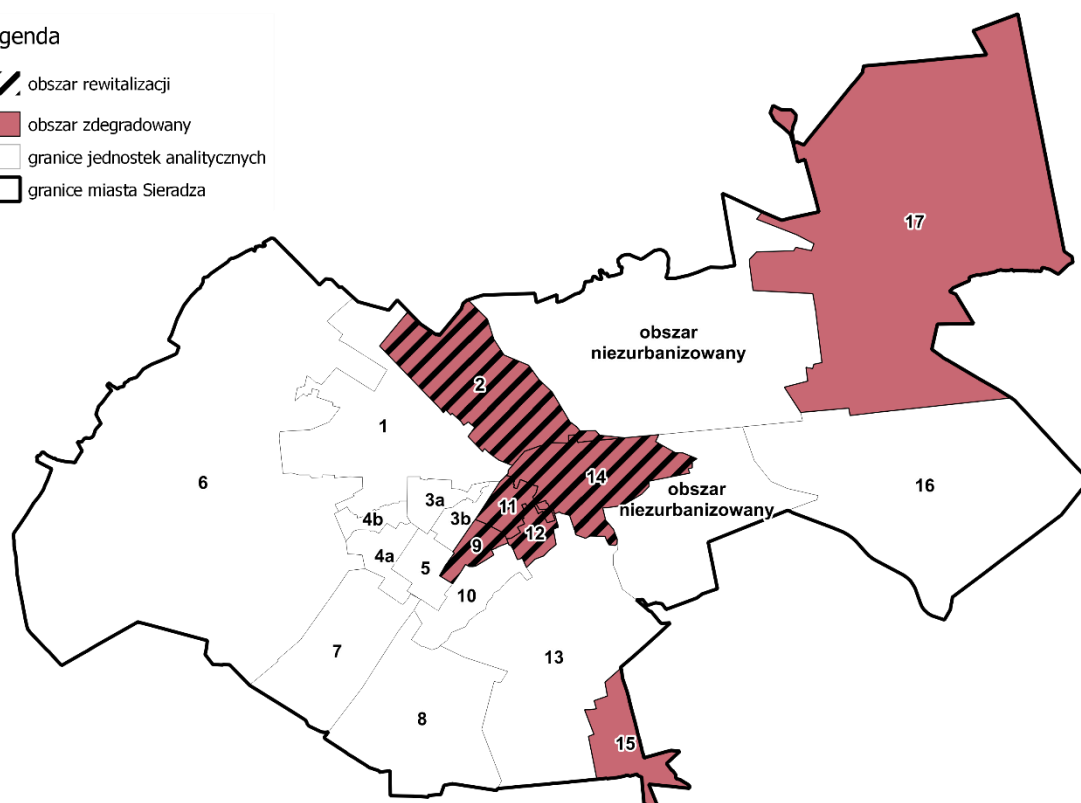 genda
obszar rewitalizacji
obszar zdegradowany
granice jednostek analitycznych
granice miasta Sieradza
17
obszar
niezurbanizowany
2
1
6
14
obszar
niezurbanizowany
16
3a
11
3b
4b
12
9
4a
5
10
7
13
8
15